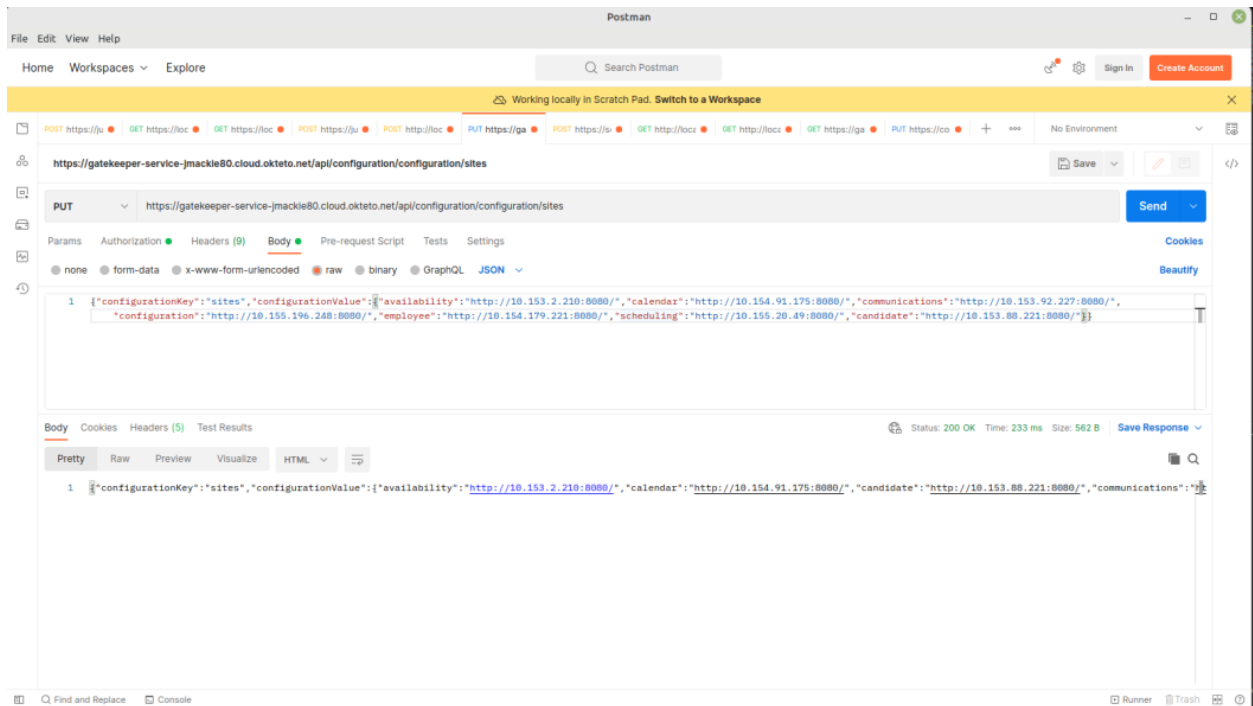 Postman
File Edit View Help
Home Workspaces Explore Search Postman Sign In Create Account
Working locally in Scratch Pad. Switch to a Workspace
POST https://ju GET https://loc GET https://loc POST https://ju POST http://loc PUT https://ga POST https://s GET http://loca GET http://loca GET https://ga PUT https://co No Environment
https://gatekeeper-service-jmackie80.cloud.okteto.net/api/configuration/configuration/sites Save
PUT https://gatekeeper-service-jmackie80.cloud.okteto.net/api/configuration/configuration/sites Send
Params Authorization Headers (9) Body Pre-request Script Tests Settings Cookies
none form-data x-www-form-urlencoded raw binary GraphQL JSON Beautify
1 {"configurationKey":"sites","configurationValue":{"availability":"http://10.153.2.210:8080/","calendar":"http://10.154.91.175:8080/","communications":"http://10.153.92.227:8080/",
"configuration":"http://10.155.196.248:8080/","employee":"http://10.154.179.221:8080/","scheduling":"http://10.155.20.49:8080/","candidate":"http://10.153.88.221:8080/"}}
Body Cookies Headers (5) Test Results Status: 200 OK Time: 233 ms Size: 562 B Save Response
Pretty Raw Preview Visualize HTML
1 {"configurationKey":"sites","configurationValue":{"availability":"http://10.153.2.210:8080/","calendar":"http://10.154.91.175:8080/","candidate":"http://10.153.88.221:8080/","communications":"ht
Find and Replace Console Runner Trash